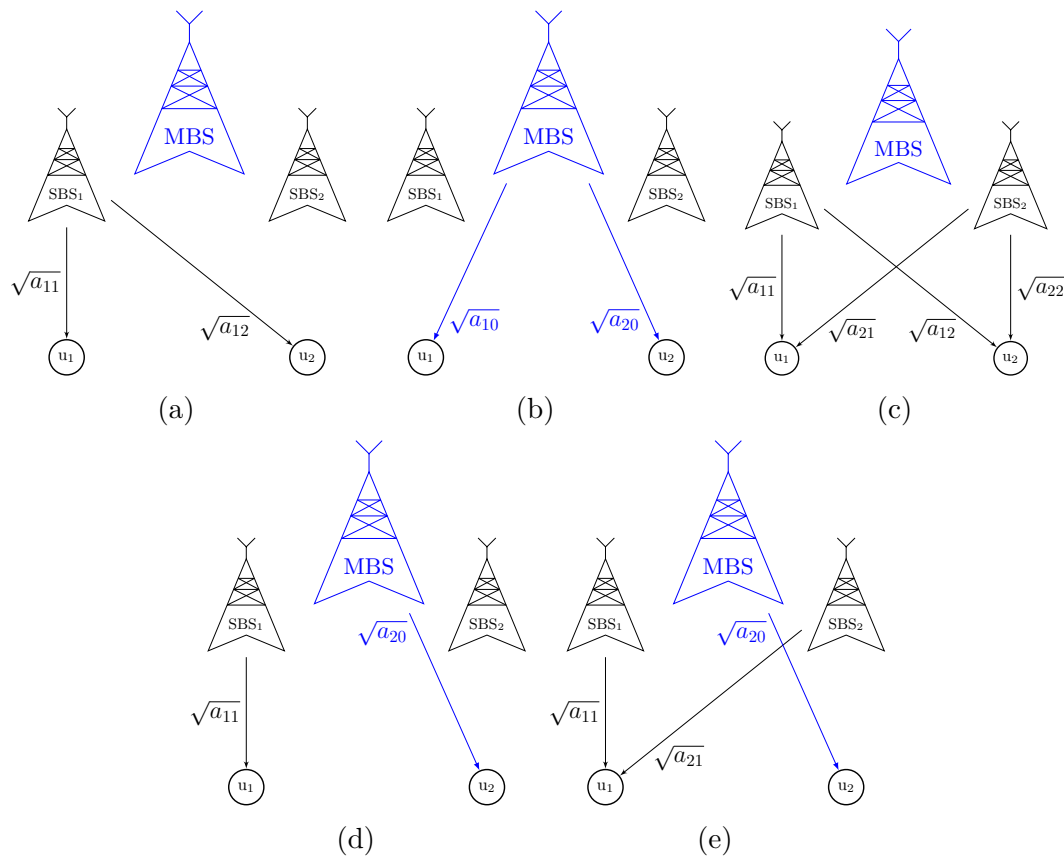 MBS
SBS₁
SBS₂
√a₁₁
√a₁₂
u₁
u₂
(a)
MBS
SBS₁
SBS₂
√a₁₀
√a₂₀
u₁
u₂
(b)
MBS
SBS₁
SBS₂
√a₁₁
√a₂₁
√a₁₂
√a₂₂
u₁
u₂
(c)
MBS
SBS₁
SBS₂
√a₂₀
√a₁₁
u₁
u₂
(d)
MBS
SBS₁
SBS₂
√a₂₀
√a₁₁
√a₂₁
u₁
u₂
(e)